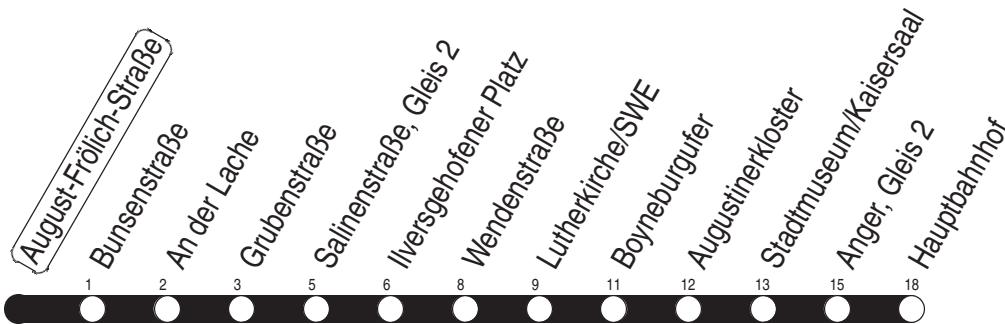 August-Frölich-Straße
Bunsenstraße
An der Lache
Grubenstraße
Salinenstraße, Gleis 2
Ilversgehofener Platz
Wendenstraße
Lutherkirche/SWE
Boyneburgufer
Augustinerkloster
Stadtmuseum/Kaisersaal
Anger, Gleis 2
Hauptbahnhof
1 2 3 5 6 8 9 11 12 13 15 18